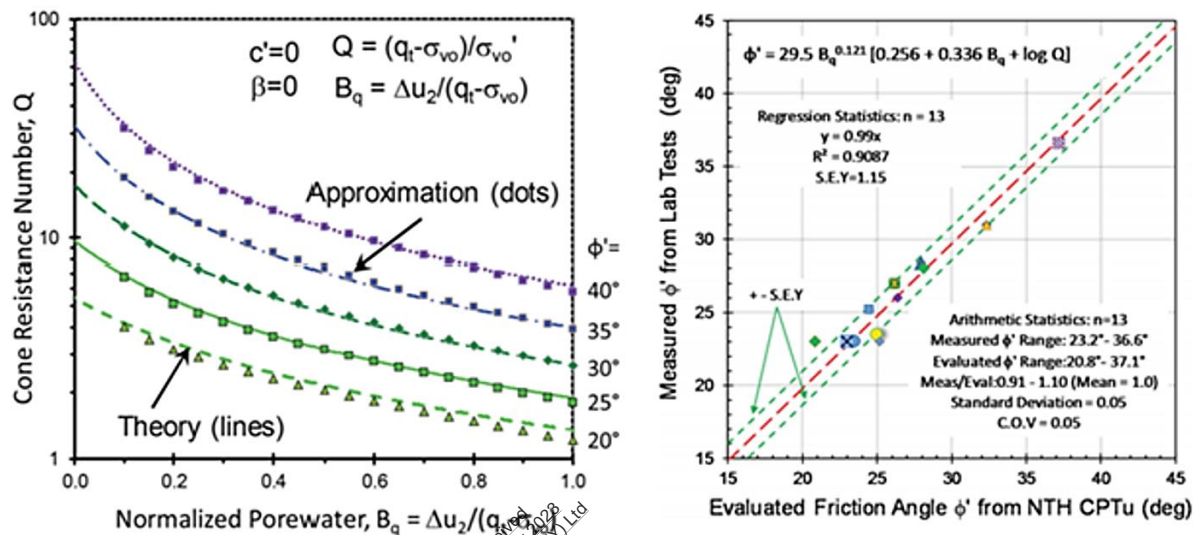 100
10
1
Cone Resistance Number, Q
c'=0 Q = (qt-σvo)/σvo'
β=0 Bq = Δu2/(qt-σvo)
Approximation (dots)
Theory (lines)
ϕ'=
40°
35°
30°
25°
20°
0.0 0.2 0.4 0.6 0.8 1.0
Normalized Porewater, Bq = Δu2/(qt
Measured ϕ' from Lab Tests (deg)
45
40
35
30
25
20
15
ϕ' = 29.5 Bq^0.121 [0.256 + 0.336 Bq + log Q]
Regression Statistics: n = 13
y = 0.99x
R² = 0.9087
S.E.Y=1.15
+ - S.E.Y
Arithmetic Statistics: n=13
Measured ϕ' Range: 23.2°- 36.6°
Evaluated ϕ' Range:20.8°- 37.1°
Meas/Eval:0.91 - 1.10 (Mean = 1.0)
Standard Deviation = 0.05
C.O.V = 0.05
15 20 25 30 35 40 45
Evaluated Friction Angle ϕ' from NTH CPTu (deg)